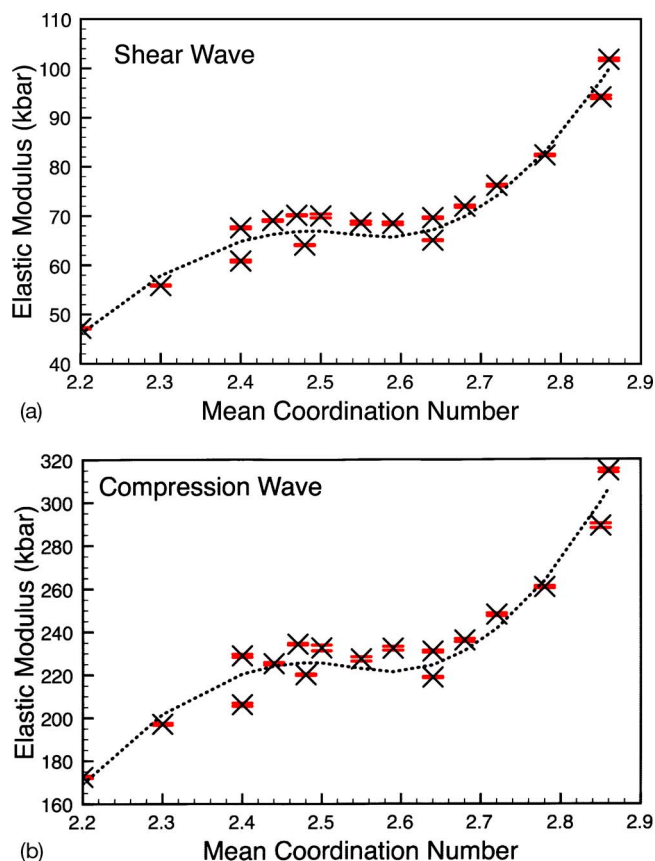 110
100
90
80
70
60
50
40
Elastic Modulus (kbar)
Shear Wave
2.2 2.3 2.4 2.5 2.6 2.7 2.8 2.9
(a)
Mean Coordination Number
320
300
280
260
240
220
200
180
160
Elastic Modulus (kbar)
Compression Wave
2.2 2.3 2.4 2.5 2.6 2.7 2.8 2.9
(b)
Mean Coordination Number